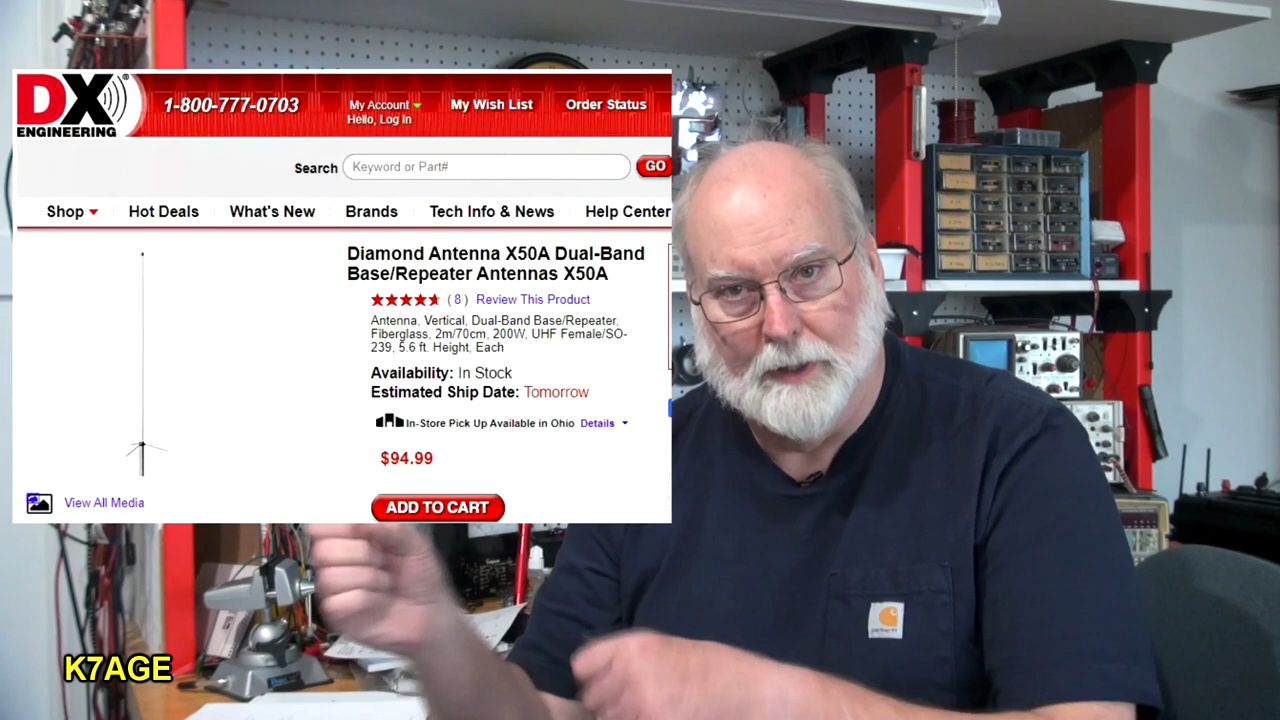 DX
ENGINEERING
1-800-777-0703
My Account
Hello, Log In
My Wish List
Order Status
Search
Keyword or Part#
GO
Shop
Hot Deals
What's New
Brands
Tech Info & News
Help Center
Diamond Antenna X50A Dual-Band
Base/Repeater Antennas X50A
( 8 ) Review This Product
Antenna, Vertical, Dual-Band Base/Repeater,
Fiberglass, 2m/70cm, 200W, UHF Female/SO-
239, 5.6 ft. Height, Each
Availability: In Stock
Estimated Ship Date: Tomorrow
In-Store Pick Up Available in Ohio Details
$94.99
View All Media
ADD TO CART
K7AGE